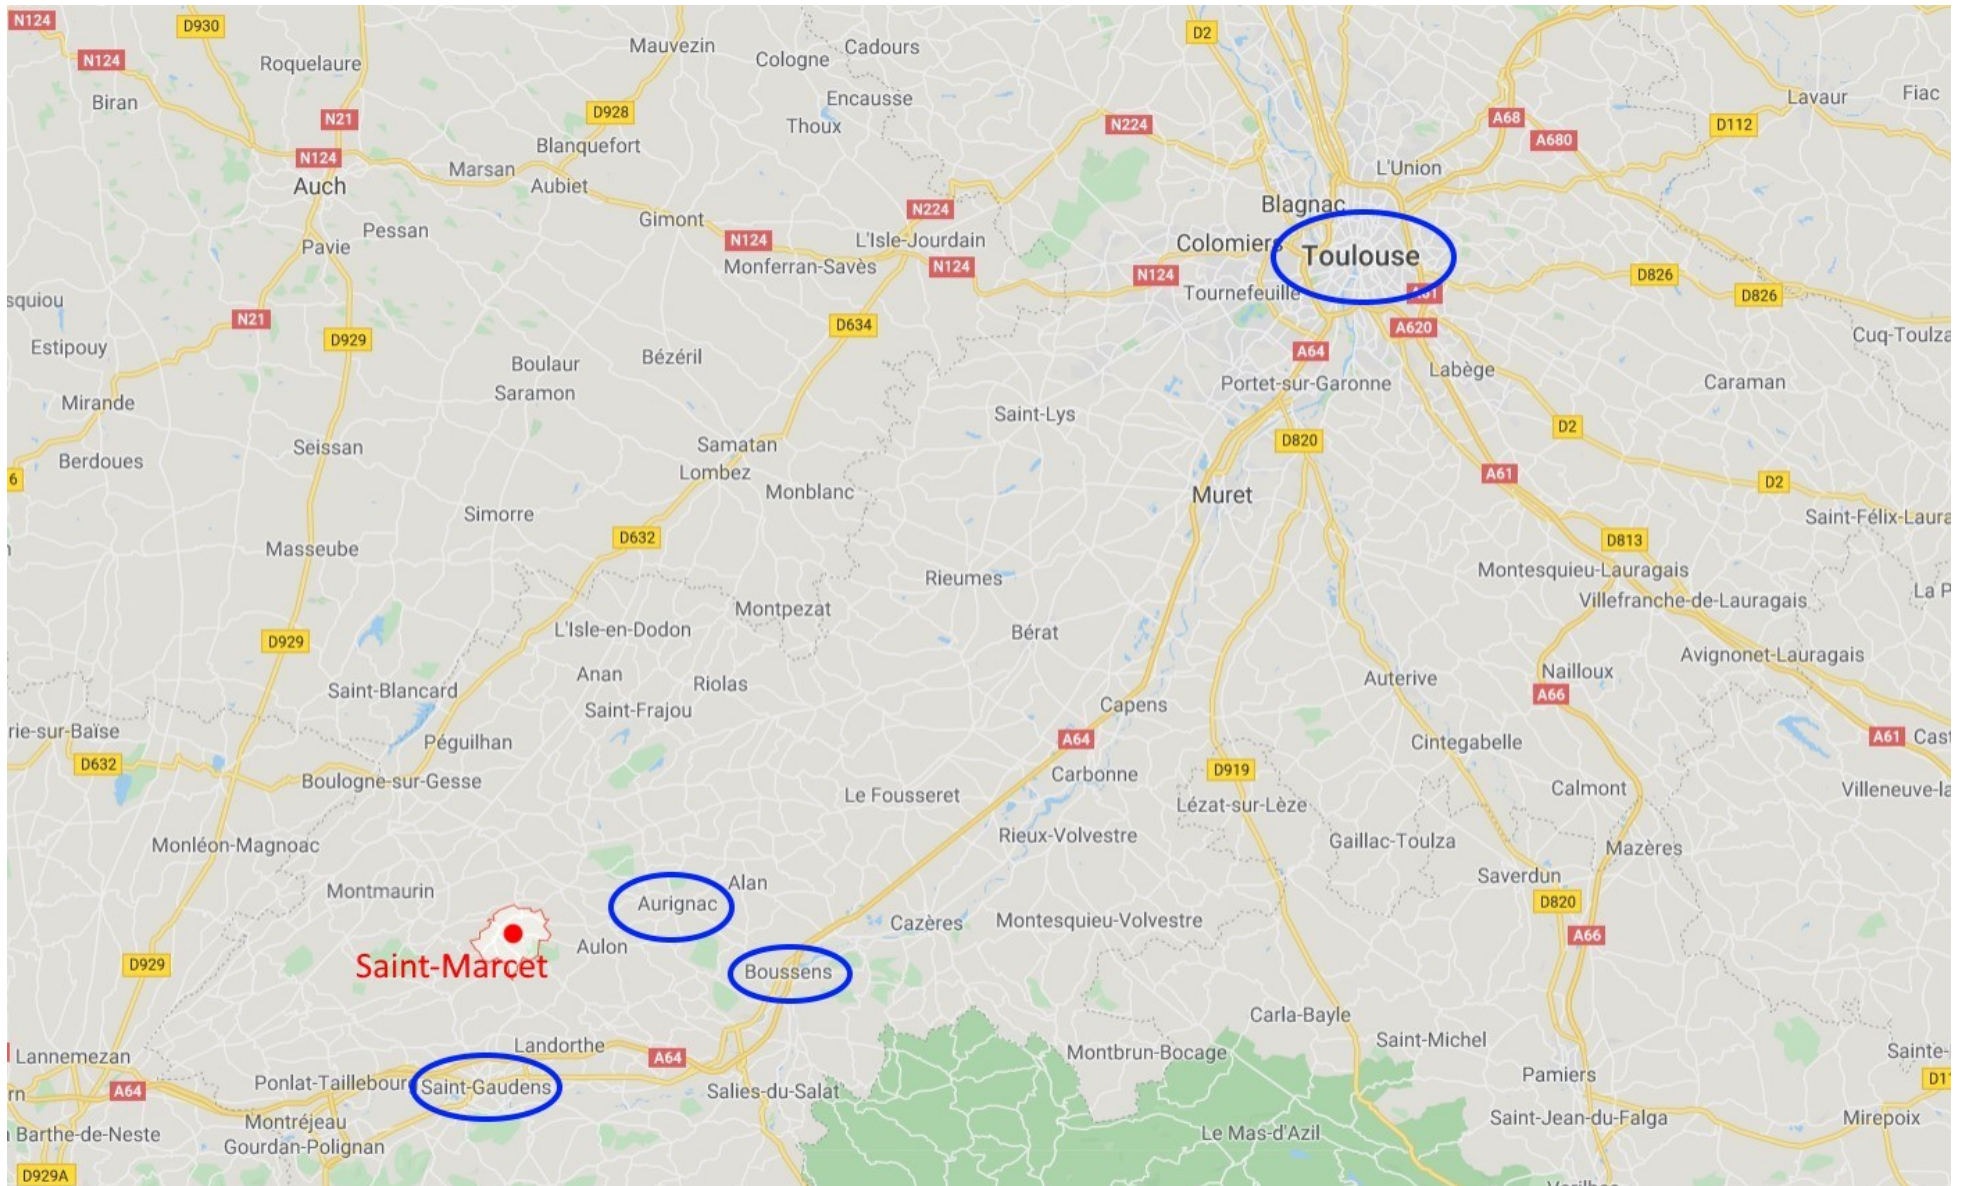 N124
D930
D2
Mauvezin
Cadours
Cologne
N124
Roquelaure
Biran
Encausse
Lavaur
Fiac
N21
D928
Thoux
N224
A68
D112
A680
N124
Blanquefort
Marsan
L'Union
Auch
Aubiet
Blagnac
N224
Gimont
Pessan
Pavie
N124
L'Isle-Jourdain
Colomiers
Toulouse
Monferran-Savès
N124
N124
D826
Tournefeuille
A61
D826
squiou
N21
D634
A620
Cuq-Toulza
Estipouy
D929
Boulaur
Bézéril
A64
Labège
Saramon
Portet-sur-Garonne
Caraman
Mirande
Saint-Lys
D2
Seissan
Samatan
D820
Berdoues
Lombez
A61
6
Monblanc
Muret
D2
Simorre
Saint-Félix-Laura
D632
D813
Masseube
Montesquieu-Lauragais
Rieumes
La P
Montpezat
Villefranche-de-Lauragais
D929
L'Isle-en-Dodon
Bérat
Avignonet-Lauragais
Anan
Riolas
Nailloux
Saint-Blancard
Auterive
A66
Saint-Frajou
Capens
rie-sur-Baïse
Péguilhan
A64
Cintegabelle
A61
Cast
D632
Boulogne-sur-Gesse
Carbonne
D919
Calmont
Villeneuve-la
Le Fousseret
Lézat-sur-Lèze
Monléon-Magnoac
Rieux-Volvestre
Gaillac-Toulza
Mazères
Montmaurin
Alan
Saverdun
Aurignac
D820
Cazères
Montesquieu-Volvestre
A66
Aulon
D929
Saint-Marcet
Boussens
Carla-Bayle
Landorthe
Saint-Michel
Lannemezan
A64
Montbrun-Bocage
Sainte-
Pamiers
D11
Ponlat-Taillebourg
Saint-Gaudens
Salies-du-Salat
rn
A64
Montréjeau
Saint-Jean-du-Falga
Mirepoix
Barthe-de-Neste
Gourdan-Polignan
Le Mas-d'Azil
D929A